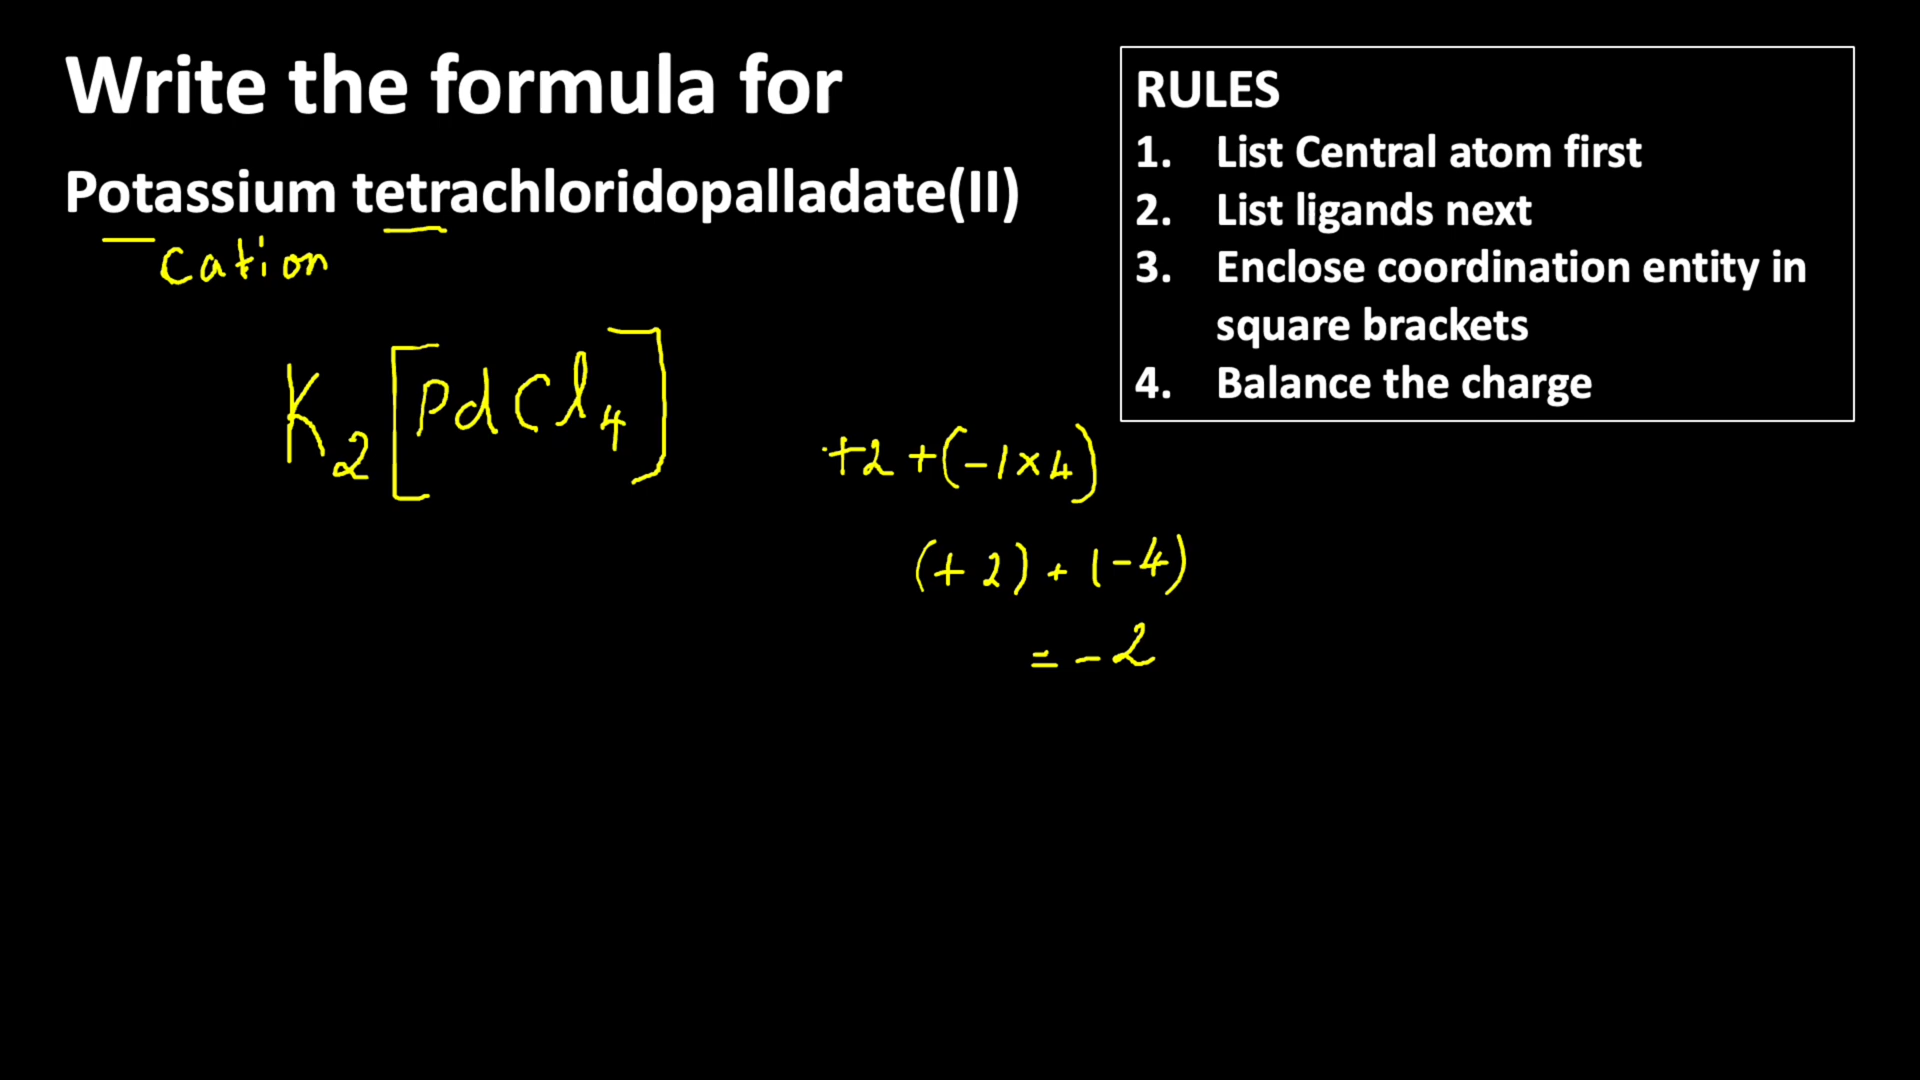 Write the formula for
Potassium tetrachloridopalladate(II)
cation
K₂[PdCl₄]
+2 +(-1×4)
(+2) + (-4)
= -2
RULES
1. List Central atom first
2. List ligands next
3. Enclose coordination entity in
square brackets
4. Balance the charge